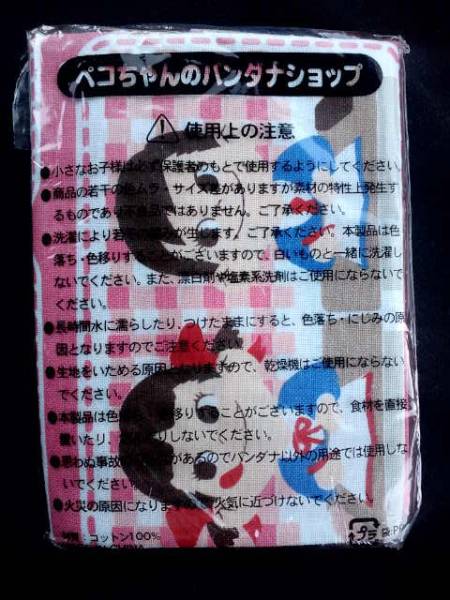 ペコちゃんのバンダナショップ
使用上の注意
●小さなお子様は必ず保護者のもとで使用するようにしてください。
●商品の若干の色ムラ・サイズ差がありますが素材の特性上発生す
るものであり不良品ではありません。ご了承ください。
●洗濯により若干の縮みが生じます。ご了承ください。本製品は色
落ち・色移りすることがございますので、白いものと一緒に洗濯し
ないでください。また、漂白剤や塩素系洗剤はご使用にならないで
ください。
●長時間水に濡らしたり、つけたままにすると、色落ち・にじみの原
因となりますのでご注意ください。
●生地をいためる原因となりますので、乾燥機はご使用にならない
でください。
●本製品は色 移りすることがございますので、食材を直接
置いたり、 りしないでください。
●思わぬ事故 があるのでバンダナ以外の用途では使用し
ないでください。
●火災の原因になりますの 火気に近づけないでください。
コットン100%
プラ